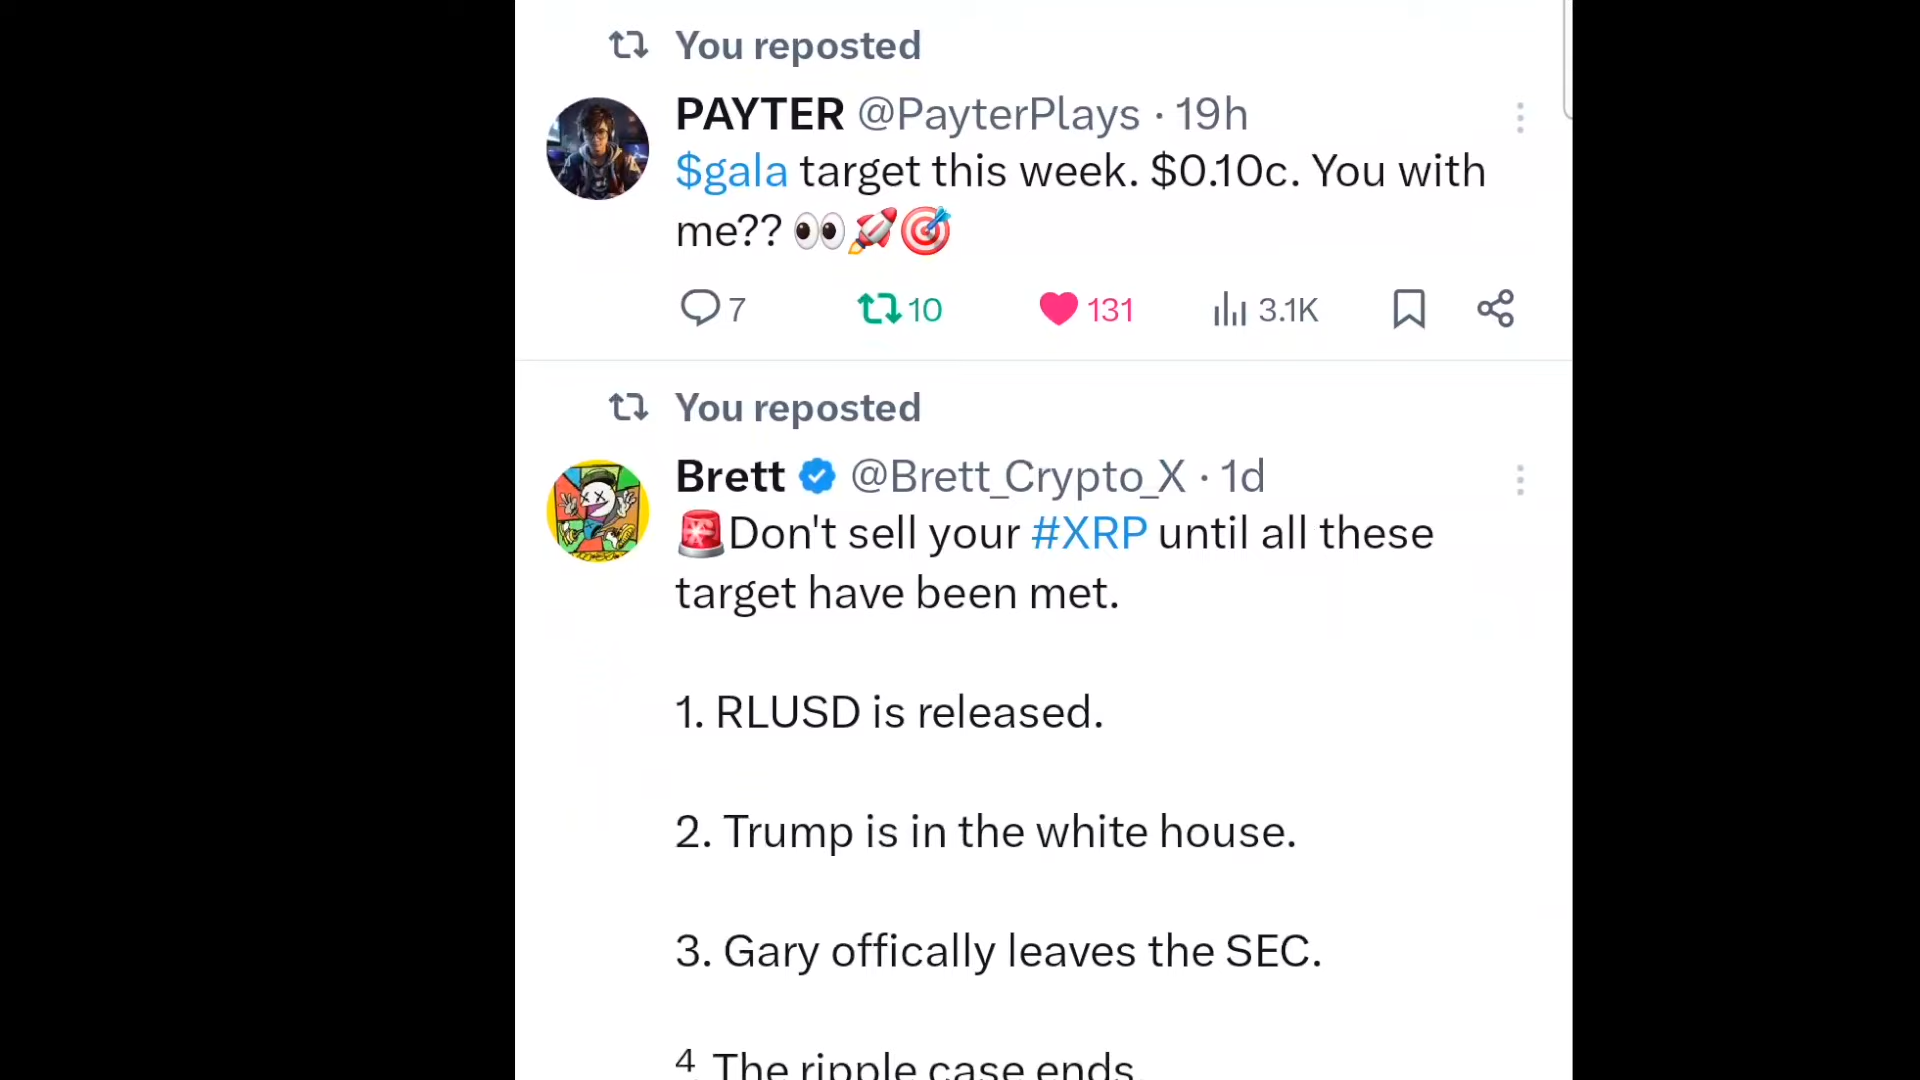 You reposted
PAYTER @PayterPlays · 19h
$gala target this week. $0.10c. You with
me?? 👀🚀🎯
7 10 131 3.1K
You reposted
Brett @Brett_Crypto_X · 1d
🚨Don't sell your #XRP until all these
target have been met.
1. RLUSD is released.
2. Trump is in the white house.
3. Gary offically leaves the SEC.
4. The ripple case ends.